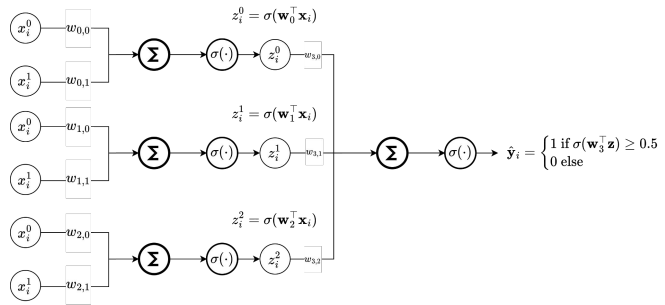 x_i^0 w_{0,0} z_i^0 = σ(𝐰_0^⊤ 𝐱_i)
Σ σ(·) z_i^0 w_{3,0}
x_i^1 w_{0,1}
x_i^0 w_{1,0} z_i^1 = σ(𝐰_1^⊤ 𝐱_i)
Σ σ(·) z_i^1 w_{3,1} Σ σ(·) ŷ_i = { 1 if σ(𝐰_3^⊤ 𝐳) ≥ 0.5
0 else
x_i^1 w_{1,1}
x_i^0 w_{2,0} z_i^2 = σ(𝐰_2^⊤ 𝐱_i)
Σ σ(·) z_i^2 w_{3,2}
x_i^1 w_{2,1}